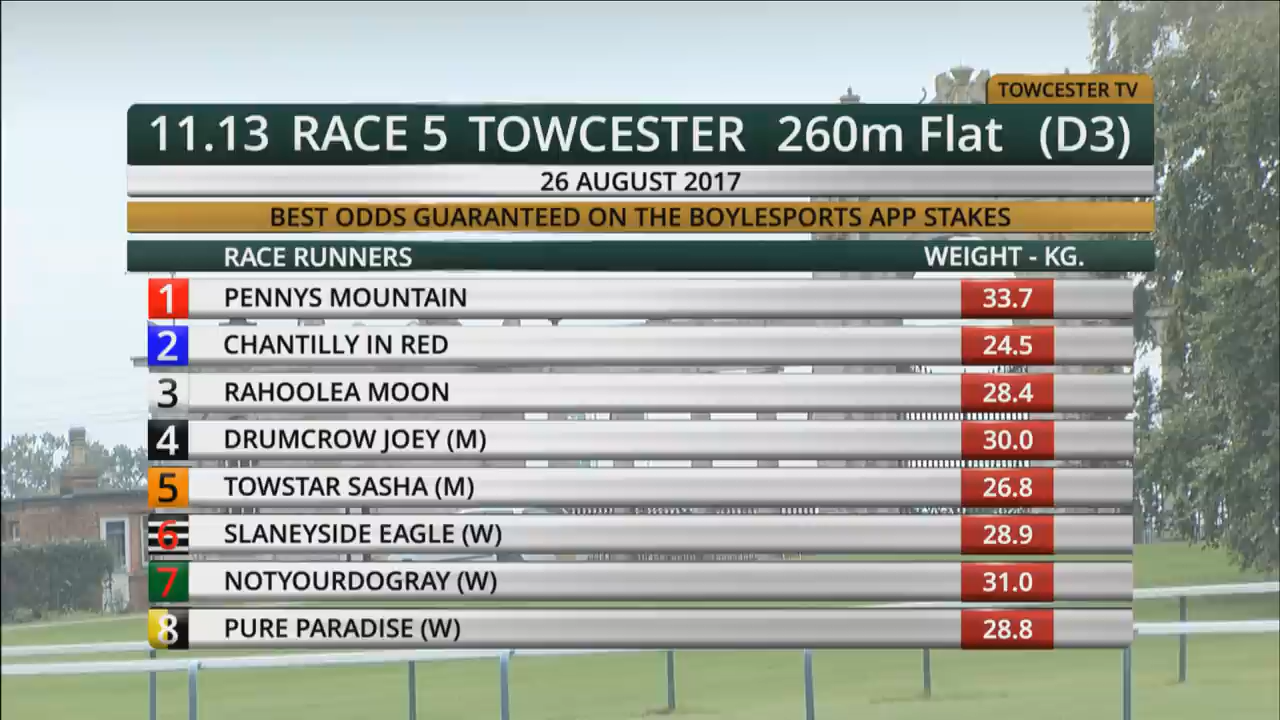 TOWCESTER TV
11.13 RACE 5 TOWCESTER 260m Flat (D3)
26 AUGUST 2017
BEST ODDS GUARANTEED ON THE BOYLESPORTS APP STAKES
RACE RUNNERS WEIGHT - KG.
1 PENNYS MOUNTAIN 33.7
2 CHANTILLY IN RED 24.5
3 RAHOOLEA MOON 28.4
4 DRUMCROW JOEY (M) 30.0
5 TOWSTAR SASHA (M) 26.8
6 SLANEYSIDE EAGLE (W) 28.9
7 NOTYOURDOGRAY (W) 31.0
8 PURE PARADISE (W) 28.8